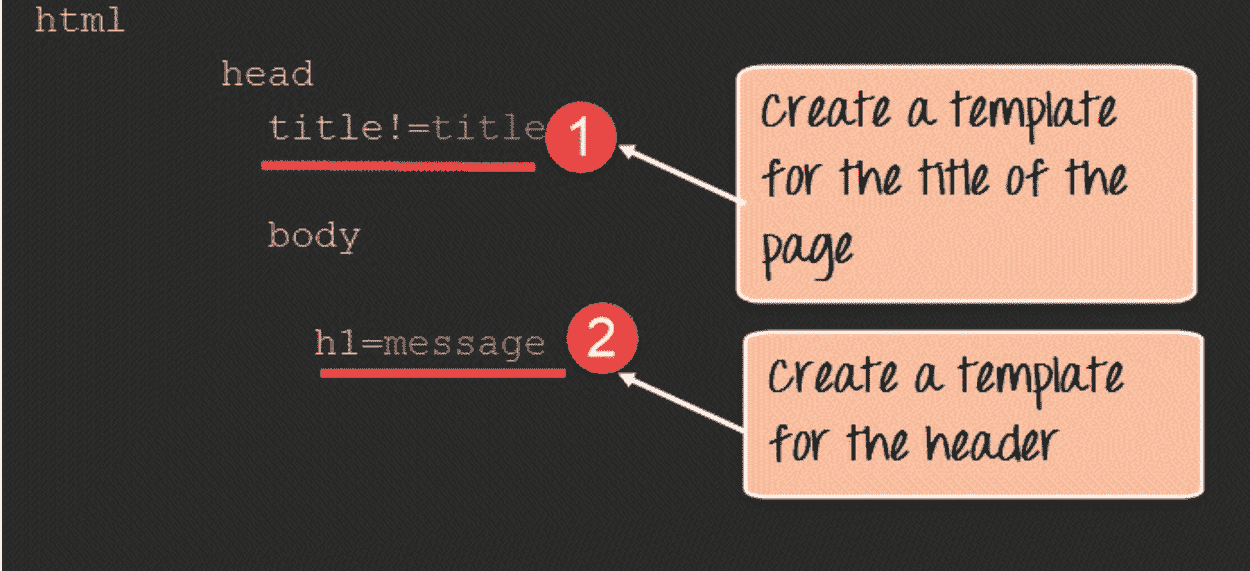 html
head
title!=title
1
Create a template
for the title of the
page
body
h1=message
2
Create a template
for the header